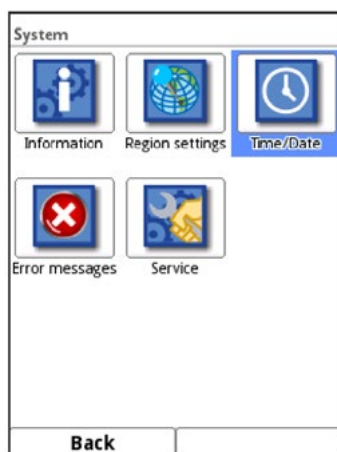 System
Information Region settings Time/Date
Error messages Service
Back